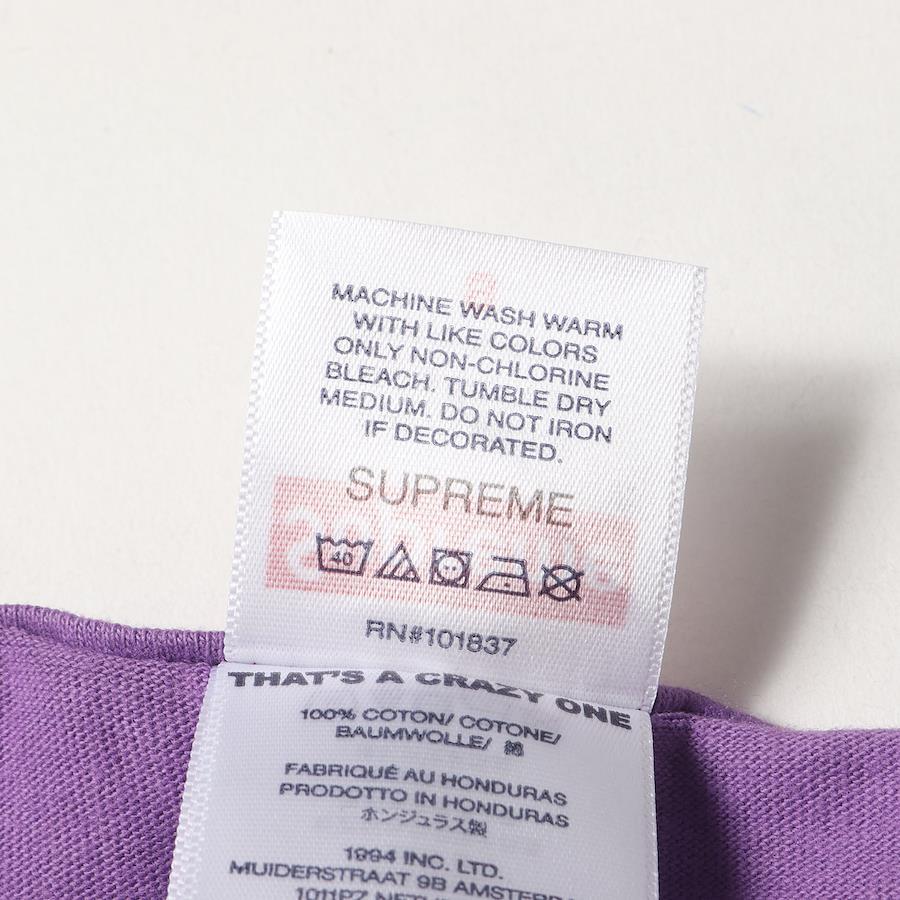 MACHINE WASH WARM
WITH LIKE COLORS
ONLY NON-CHLORINE
BLEACH. TUMBLE DRY
MEDIUM. DO NOT IRON
IF DECORATED.
SUPREME
40
RN#101837
THAT'S A CRAZY ONE
100% COTON/ COTONE/
BAUMWOLLE/ 綿
FABRIQUÉ AU HONDURAS
PRODOTTO IN HONDURAS
ホンジュラス製
1994 INC. LTD.
MUIDERSTRAAT 9B AMSTERDAM
1011PZ